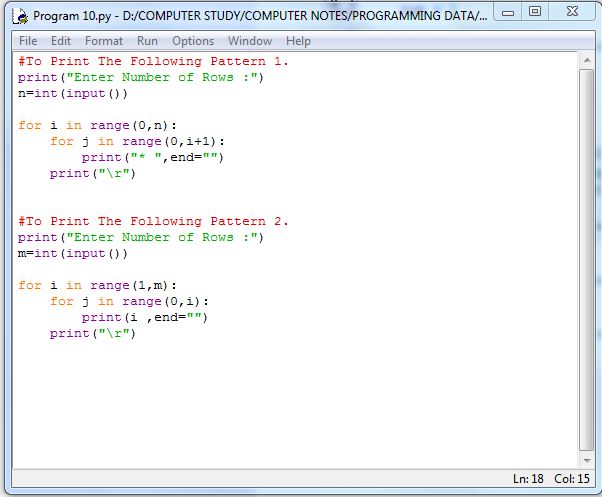 Program 10.py - D:/COMPUTER STUDY/COMPUTER NOTES/PROGRAMMING DATA/...
File Edit Format Run Options Window Help
#To Print The Following Pattern 1.
print("Enter Number of Rows :")
n=int(input())

for i in range(0,n):
    for j in range(0,i+1):
        print("* ",end="")
    print("\r")


#To Print The Following Pattern 2.
print("Enter Number of Rows :")
m=int(input())

for i in range(1,m):
    for j in range(0,i):
        print(i ,end="")
    print("\r")
Ln: 18 Col: 15